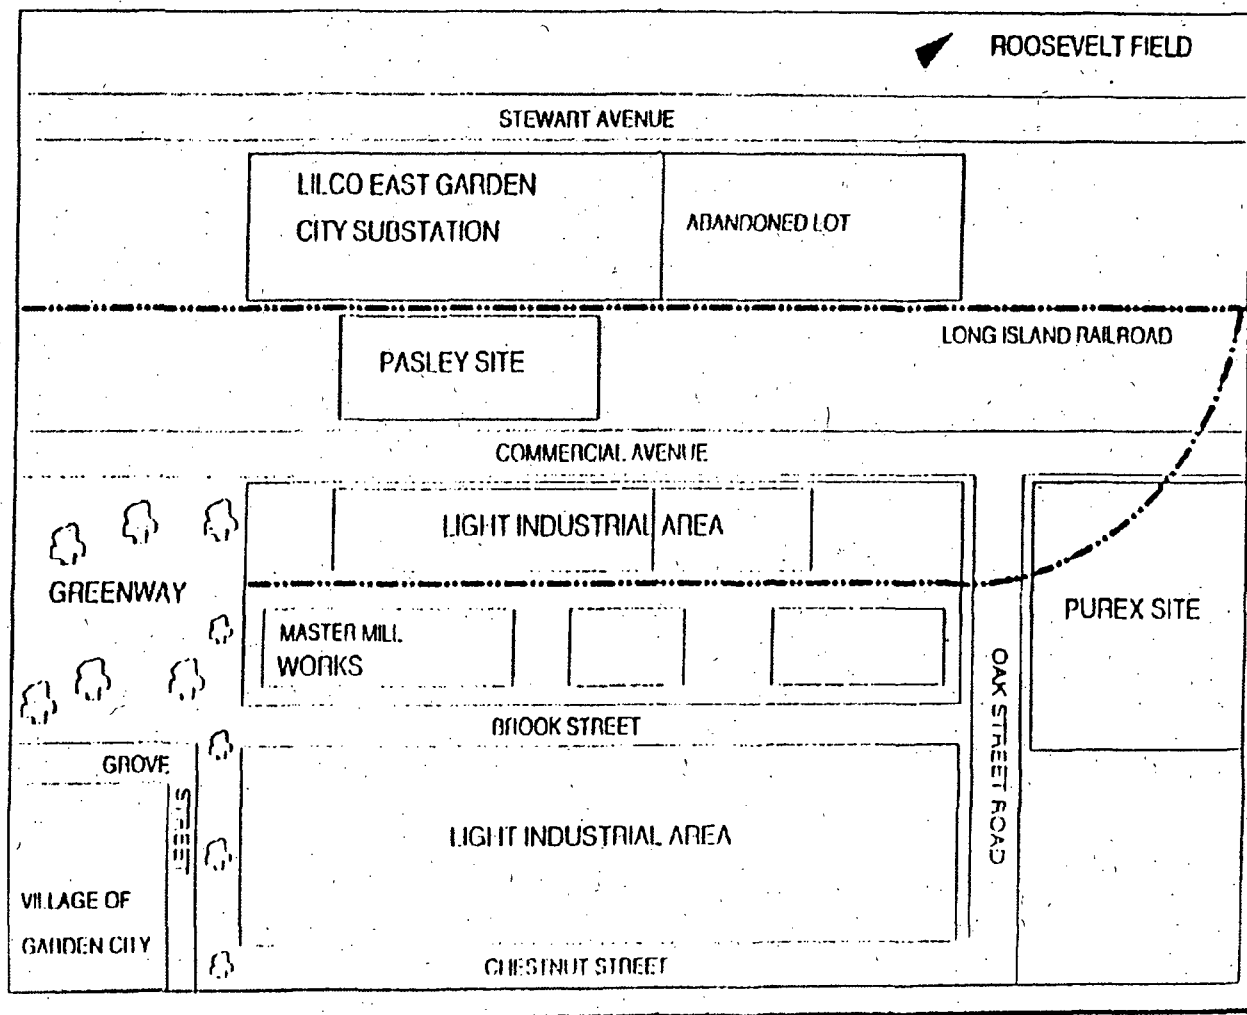 ROOSEVELT FIELD
STEWART AVENUE
LILCO EAST GARDEN
CITY SUBSTATION
ABANDONED LOT
LONG ISLAND RAILROAD
PASLEY SITE
COMMERCIAL AVENUE
LIGHT INDUSTRIAL AREA
GREENWAY
PUREX SITE
MASTER MILL
WORKS
OAK STREET ROAD
BROOK STREET
GROVE
STREET
LIGHT INDUSTRIAL AREA
VILLAGE OF
GARDEN CITY
CHESTNUT STREET